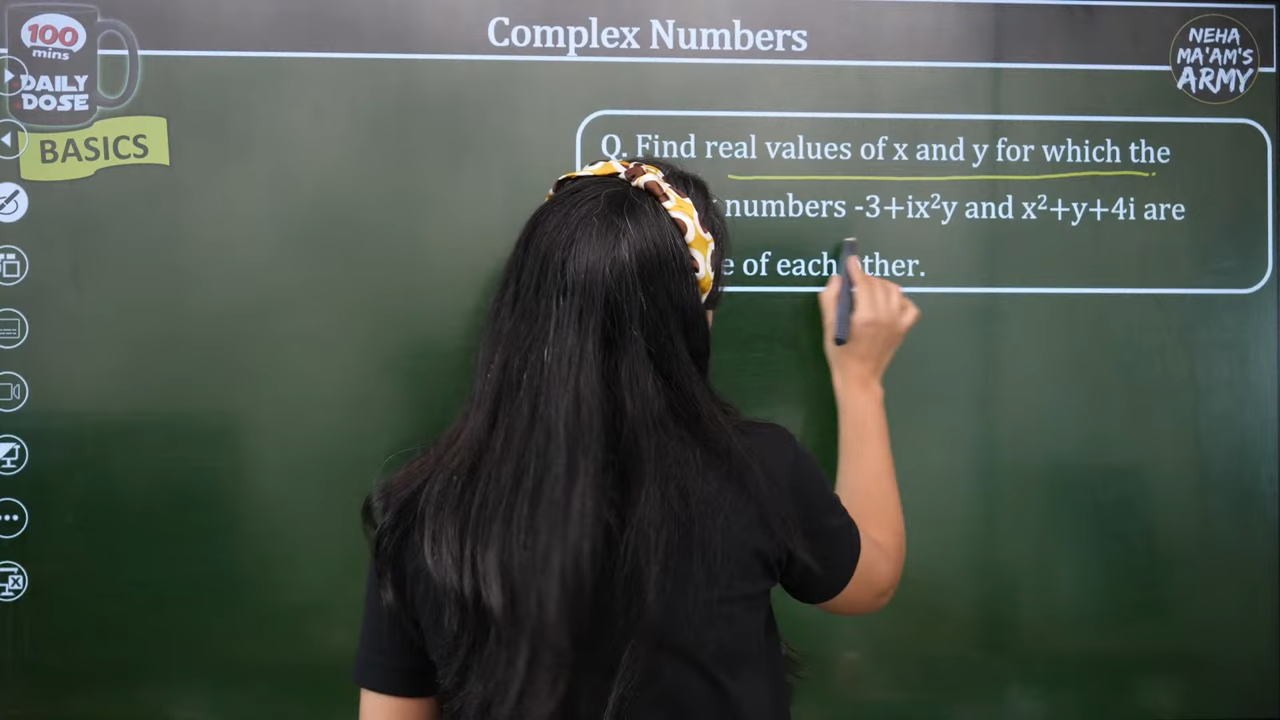 Complex Numbers
100
mins
DAILY
DOSE
NEHA
MA'AM'S
ARMY
BASICS
Q. Find real values of x and y for which the
numbers -3+ix²y and x²+y+4i are
of each other.